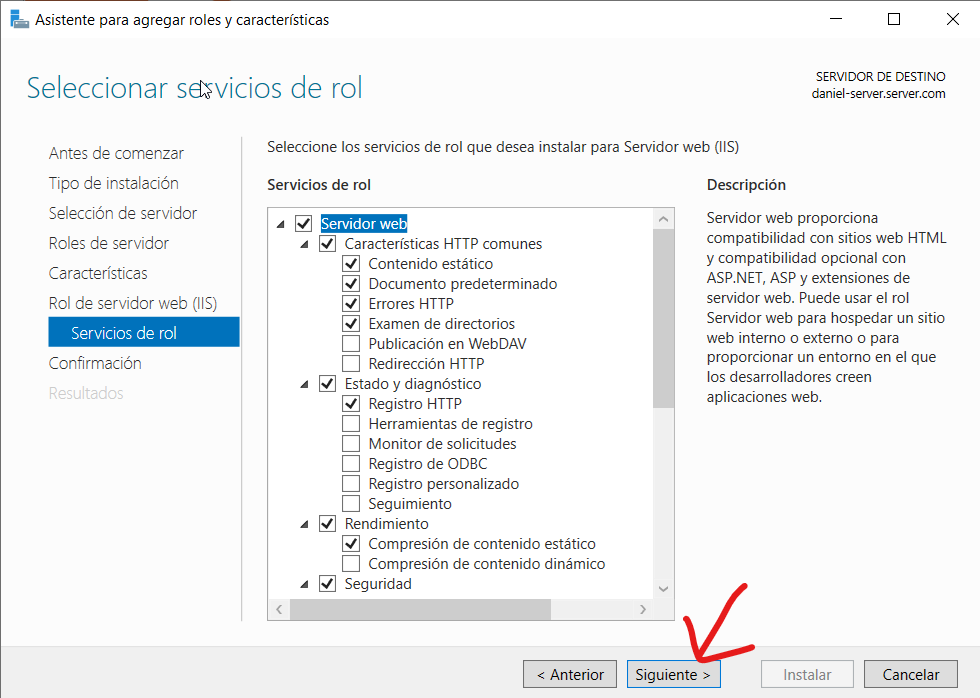 Asistente para agregar roles y características
Seleccionar servicios de rol
SERVIDOR DE DESTINO
daniel-server.server.com
Antes de comenzar
Tipo de instalación
Selección de servidor
Roles de servidor
Características
Rol de servidor web (IIS)
Servicios de rol
Confirmación
Resultados
Seleccione los servicios de rol que desea instalar para Servidor web (IIS)
Servicios de rol
Servidor web
Características HTTP comunes
Contenido estático
Documento predeterminado
Errores HTTP
Examen de directorios
Publicación en WebDAV
Redirección HTTP
Estado y diagnóstico
Registro HTTP
Herramientas de registro
Monitor de solicitudes
Registro de ODBC
Registro personalizado
Seguimiento
Rendimiento
Compresión de contenido estático
Compresión de contenido dinámico
Seguridad
Descripción
Servidor web proporciona
compatibilidad con sitios web HTML
y compatibilidad opcional con
ASP.NET, ASP y extensiones de
servidor web. Puede usar el rol
Servidor web para hospedar un sitio
web interno o externo o para
proporcionar un entorno en el que
los desarrolladores creen
aplicaciones web.
< Anterior
Siguiente >
Instalar
Cancelar